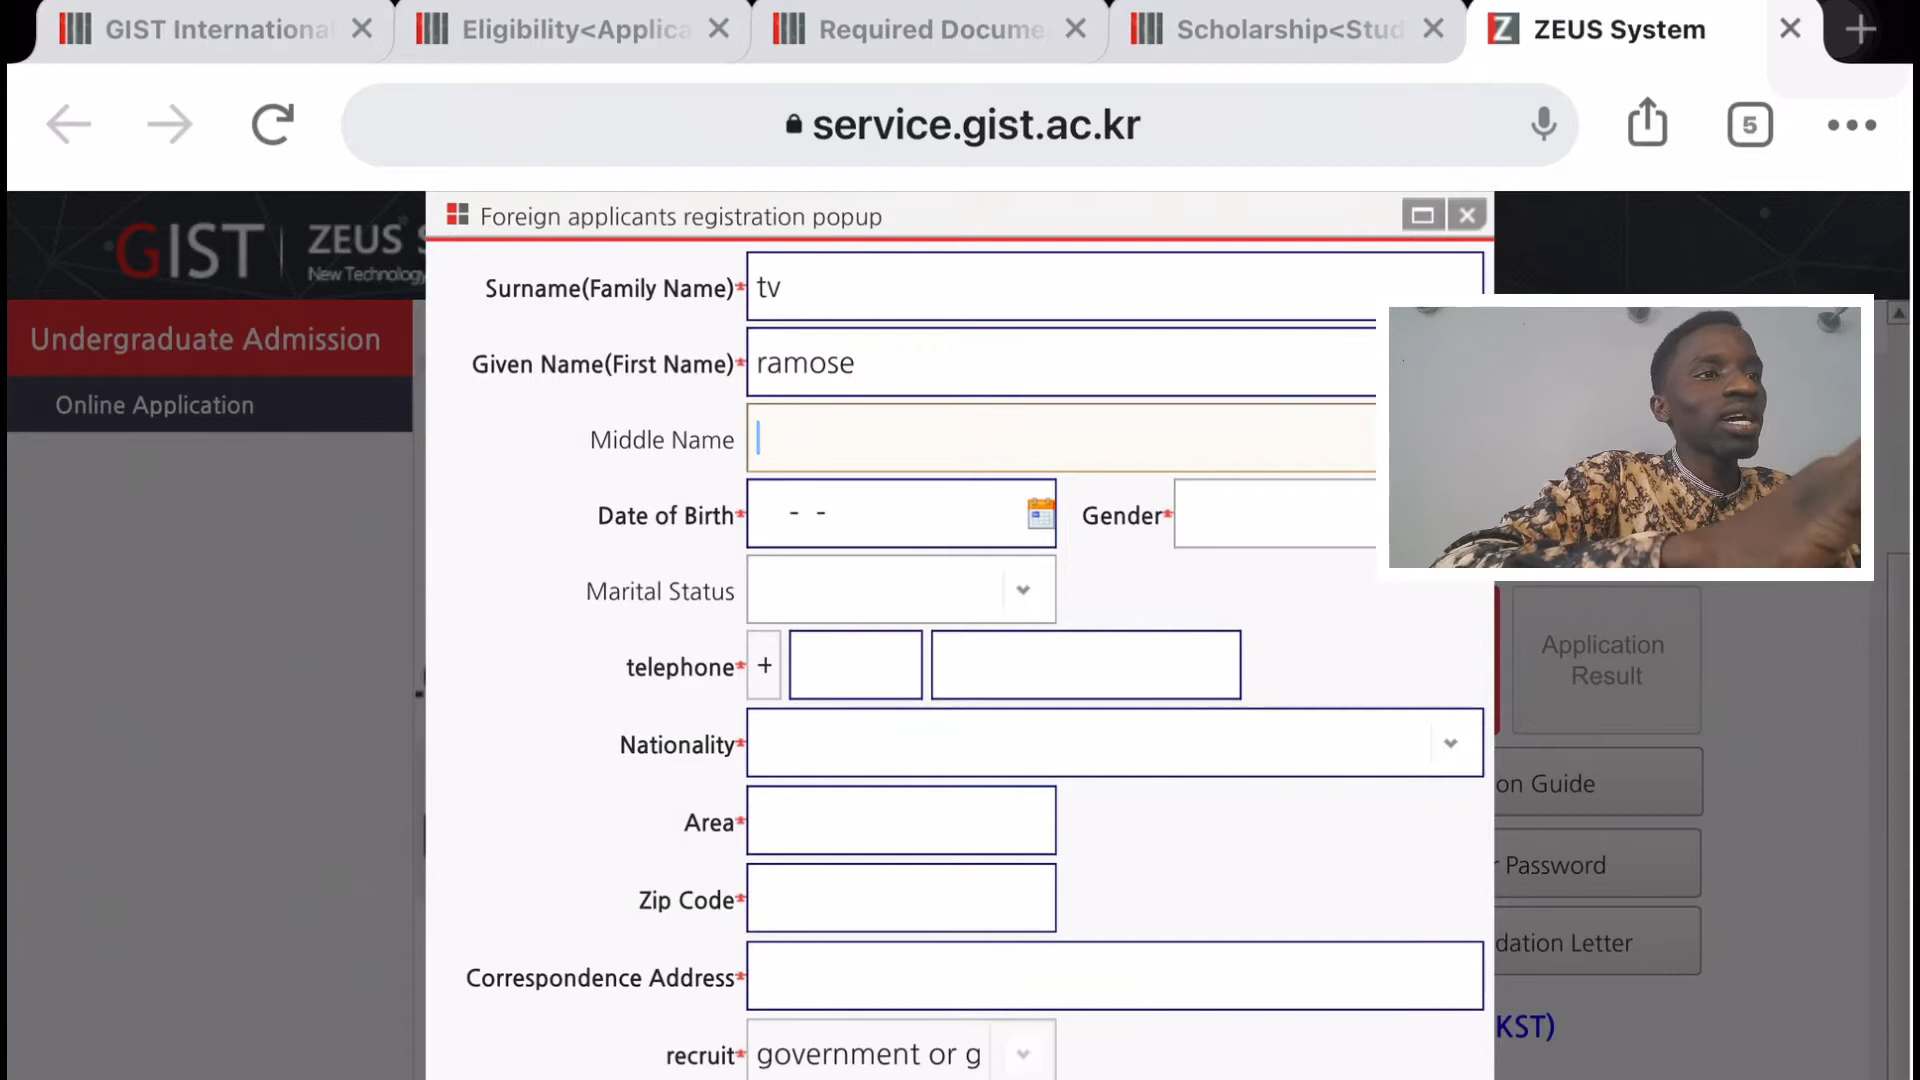 GIST Internationa
Eligibility<Applica
Required Docume
Scholarship<Stud
ZEUS System
service.gist.ac.kr
5
GIST
ZEUS S
New Technology
Foreign applicants registration popup
Undergraduate Admission
Online Application
Surname(Family Name)*
tv
Given Name(First Name)*
ramose
Middle Name
Date of Birth*
- -
Gender*
Marital Status
telephone*
+
Nationality*
Area*
Zip Code*
Correspondence Address*
recruit*
government or g
Application
Result
on Guide
r Password
dation Letter
KST)